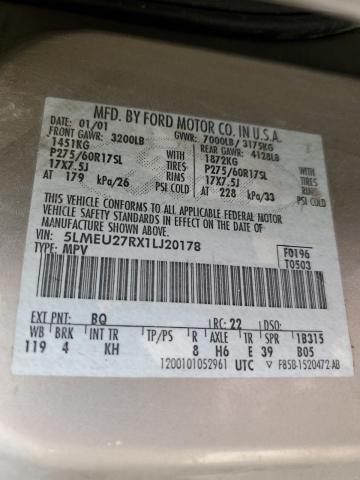 MFD. BY FORD MOTOR CO. IN U.S.A.
DATE: 01/01 GVWR: 7000LB/ 3175KG
FRONT GAWR: 3200LB REAR GAWR: 4128LB
1451KG WITH TIRES RIMS 1872KG WITH TIRES RIMS
P275/60R17SL P275/60R17SL
17X7.5J 17X7.5J
AT 179 kPa/26 PSI COLD AT 228 kPa/33 PSI COLD
THIS VEHICLE CONFORMS TO ALL APPLICABLE FEDERAL MOTOR
VEHICLE SAFETY AND THEFT PREVENTION STANDARDS IN EFFECT ON THE DATE OF
MANUFACTURE SHOWN ABOVE.
VIN: 5LMEU27RX1LJ20178
TYPE: MPV
F0196
T0503
EXT PNT: BQ RC: 22 DSO:
WB BRK INT TR TP/PS R AXLE TR SPR 1B315
119 4 KH 8 H6 E 39 B05
1200101052961 UTC F85B-1520472-AB